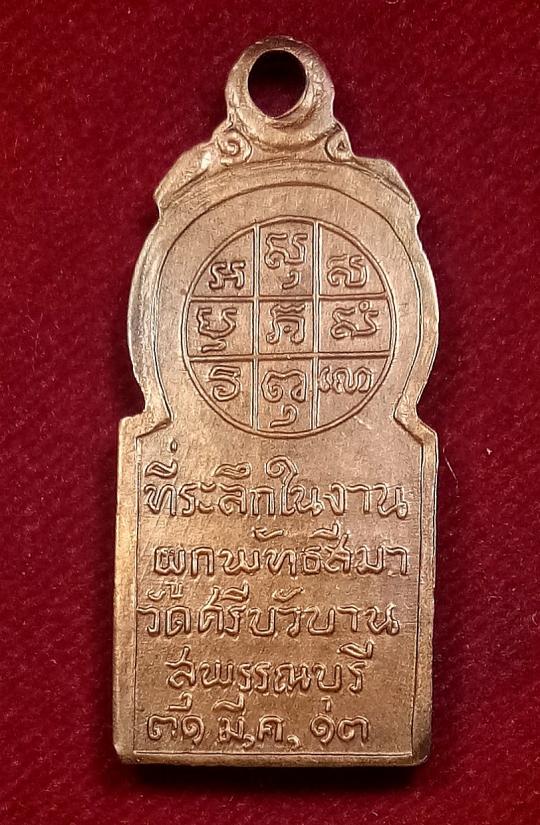 ที่ระลึกในงาน
ผูกพัทธสีมา
วัดศรีบัวบาน
สุพรรณบุรี
๓๑ มี.ค. ๑๓